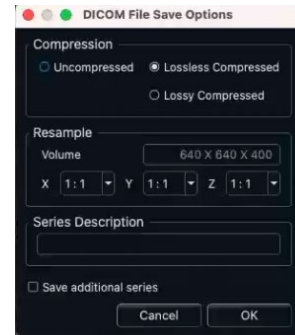 DICOM File Save Options
Compression
Uncompressed Lossless Compressed
Lossy Compressed
Resample
Volume 640 X 640 X 400
X 1:1 Y 1:1 Z 1:1
Series Description
Save additional series
Cancel OK